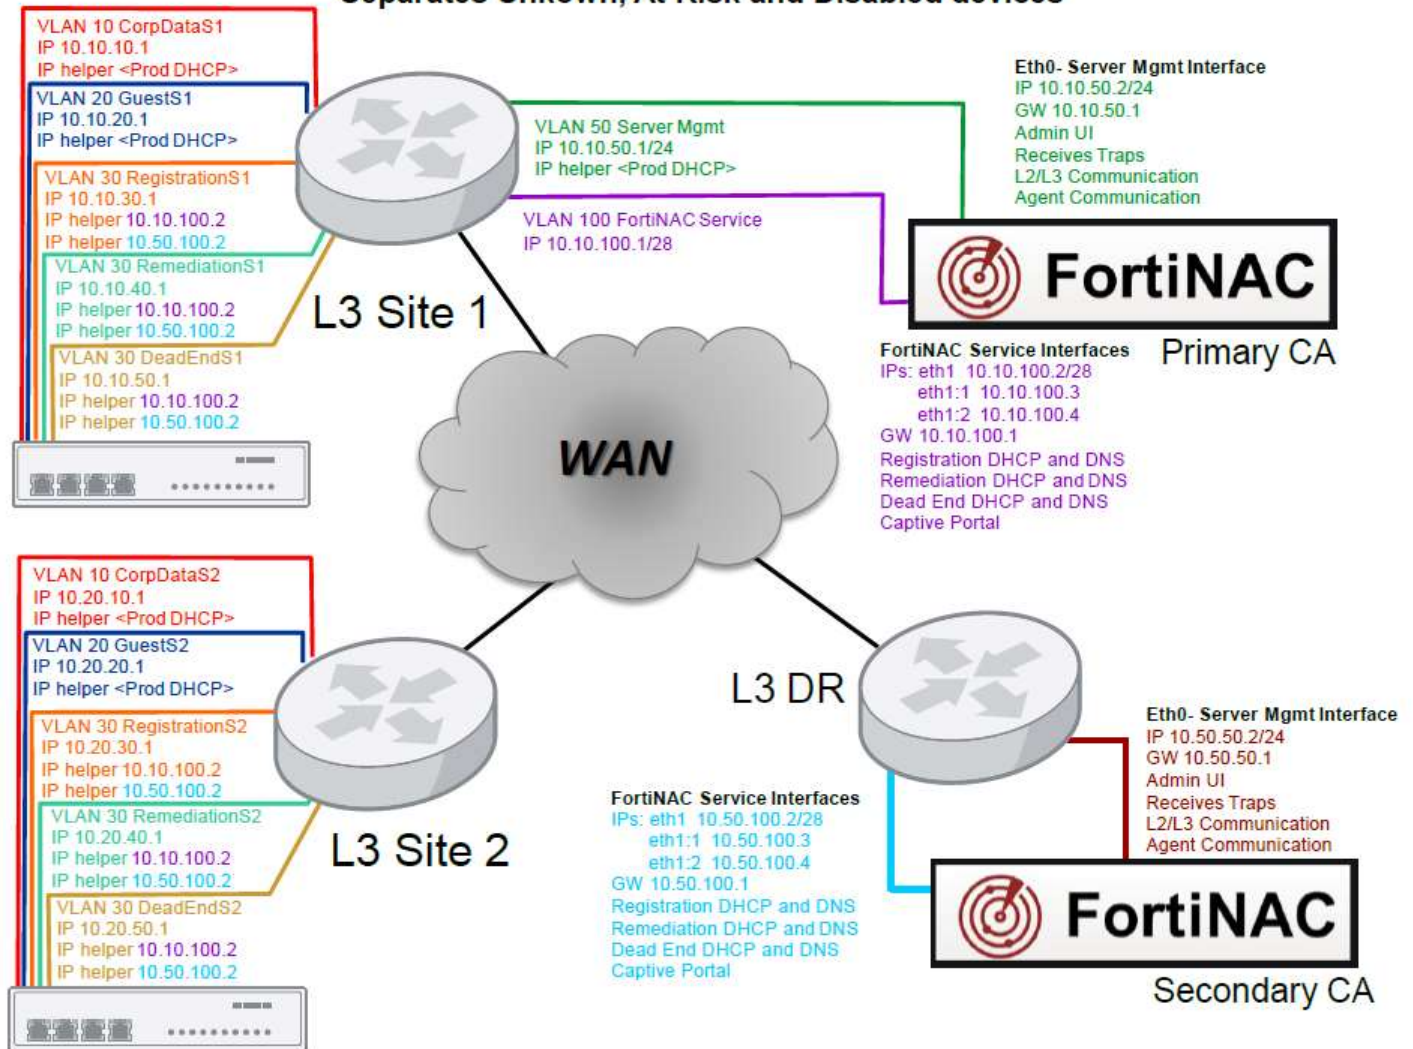 Separates Unkown, At-Risk and Disabled devices
VLAN 10 CorpDataS1
IP 10.10.10.1
IP helper <Prod DHCP>
VLAN 20 GuestS1
IP 10.10.20.1
IP helper <Prod DHCP>
VLAN 30 RegistrationS1
IP 10.10.30.1
IP helper 10.10.100.2
IP helper 10.50.100.2
VLAN 30 RemediationS1
IP 10.10.40.1
IP helper 10.10.100.2
IP helper 10.50.100.2
VLAN 30 DeadEndS1
IP 10.10.50.1
IP helper 10.10.100.2
IP helper 10.50.100.2
L3 Site 1
VLAN 50 Server Mgmt
IP 10.10.50.1/24
IP helper <Prod DHCP>
VLAN 100 FortiNAC Service
IP 10.10.100.1/28
Eth0- Server Mgmt Interface
IP 10.10.50.2/24
GW 10.10.50.1
Admin UI
Receives Traps
L2/L3 Communication
Agent Communication
FortiNAC
Primary CA
FortiNAC Service Interfaces
IPs: eth1 10.10.100.2/28
eth1:1 10.10.100.3
eth1:2 10.10.100.4
GW 10.10.100.1
Registration DHCP and DNS
Remediation DHCP and DNS
Dead End DHCP and DNS
Captive Portal
WAN
VLAN 10 CorpDataS2
IP 10.20.10.1
IP helper <Prod DHCP>
VLAN 20 GuestS2
IP 10.20.20.1
IP helper <Prod DHCP>
VLAN 30 RegistrationS2
IP 10.20.30.1
IP helper 10.10.100.2
IP helper 10.50.100.2
VLAN 30 RemediationS2
IP 10.20.40.1
IP helper 10.10.100.2
IP helper 10.50.100.2
VLAN 30 DeadEndS2
IP 10.20.50.1
IP helper 10.10.100.2
IP helper 10.50.100.2
L3 Site 2
L3 DR
FortiNAC Service Interfaces
IPs: eth1 10.50.100.2/28
eth1:1 10.50.100.3
eth1:2 10.50.100.4
GW 10.50.100.1
Registration DHCP and DNS
Remediation DHCP and DNS
Dead End DHCP and DNS
Captive Portal
Eth0- Server Mgmt Interface
IP 10.50.50.2/24
GW 10.50.50.1
Admin UI
Receives Traps
L2/L3 Communication
Agent Communication
FortiNAC
Secondary CA